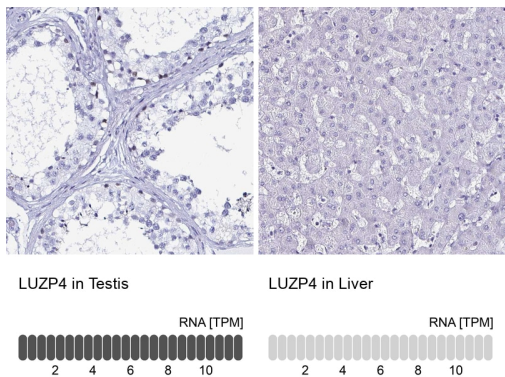 LUZP4 in Testis
LUZP4 in Liver
RNA [TPM]
RNA [TPM]
2 4 6 8 10
2 4 6 8 10